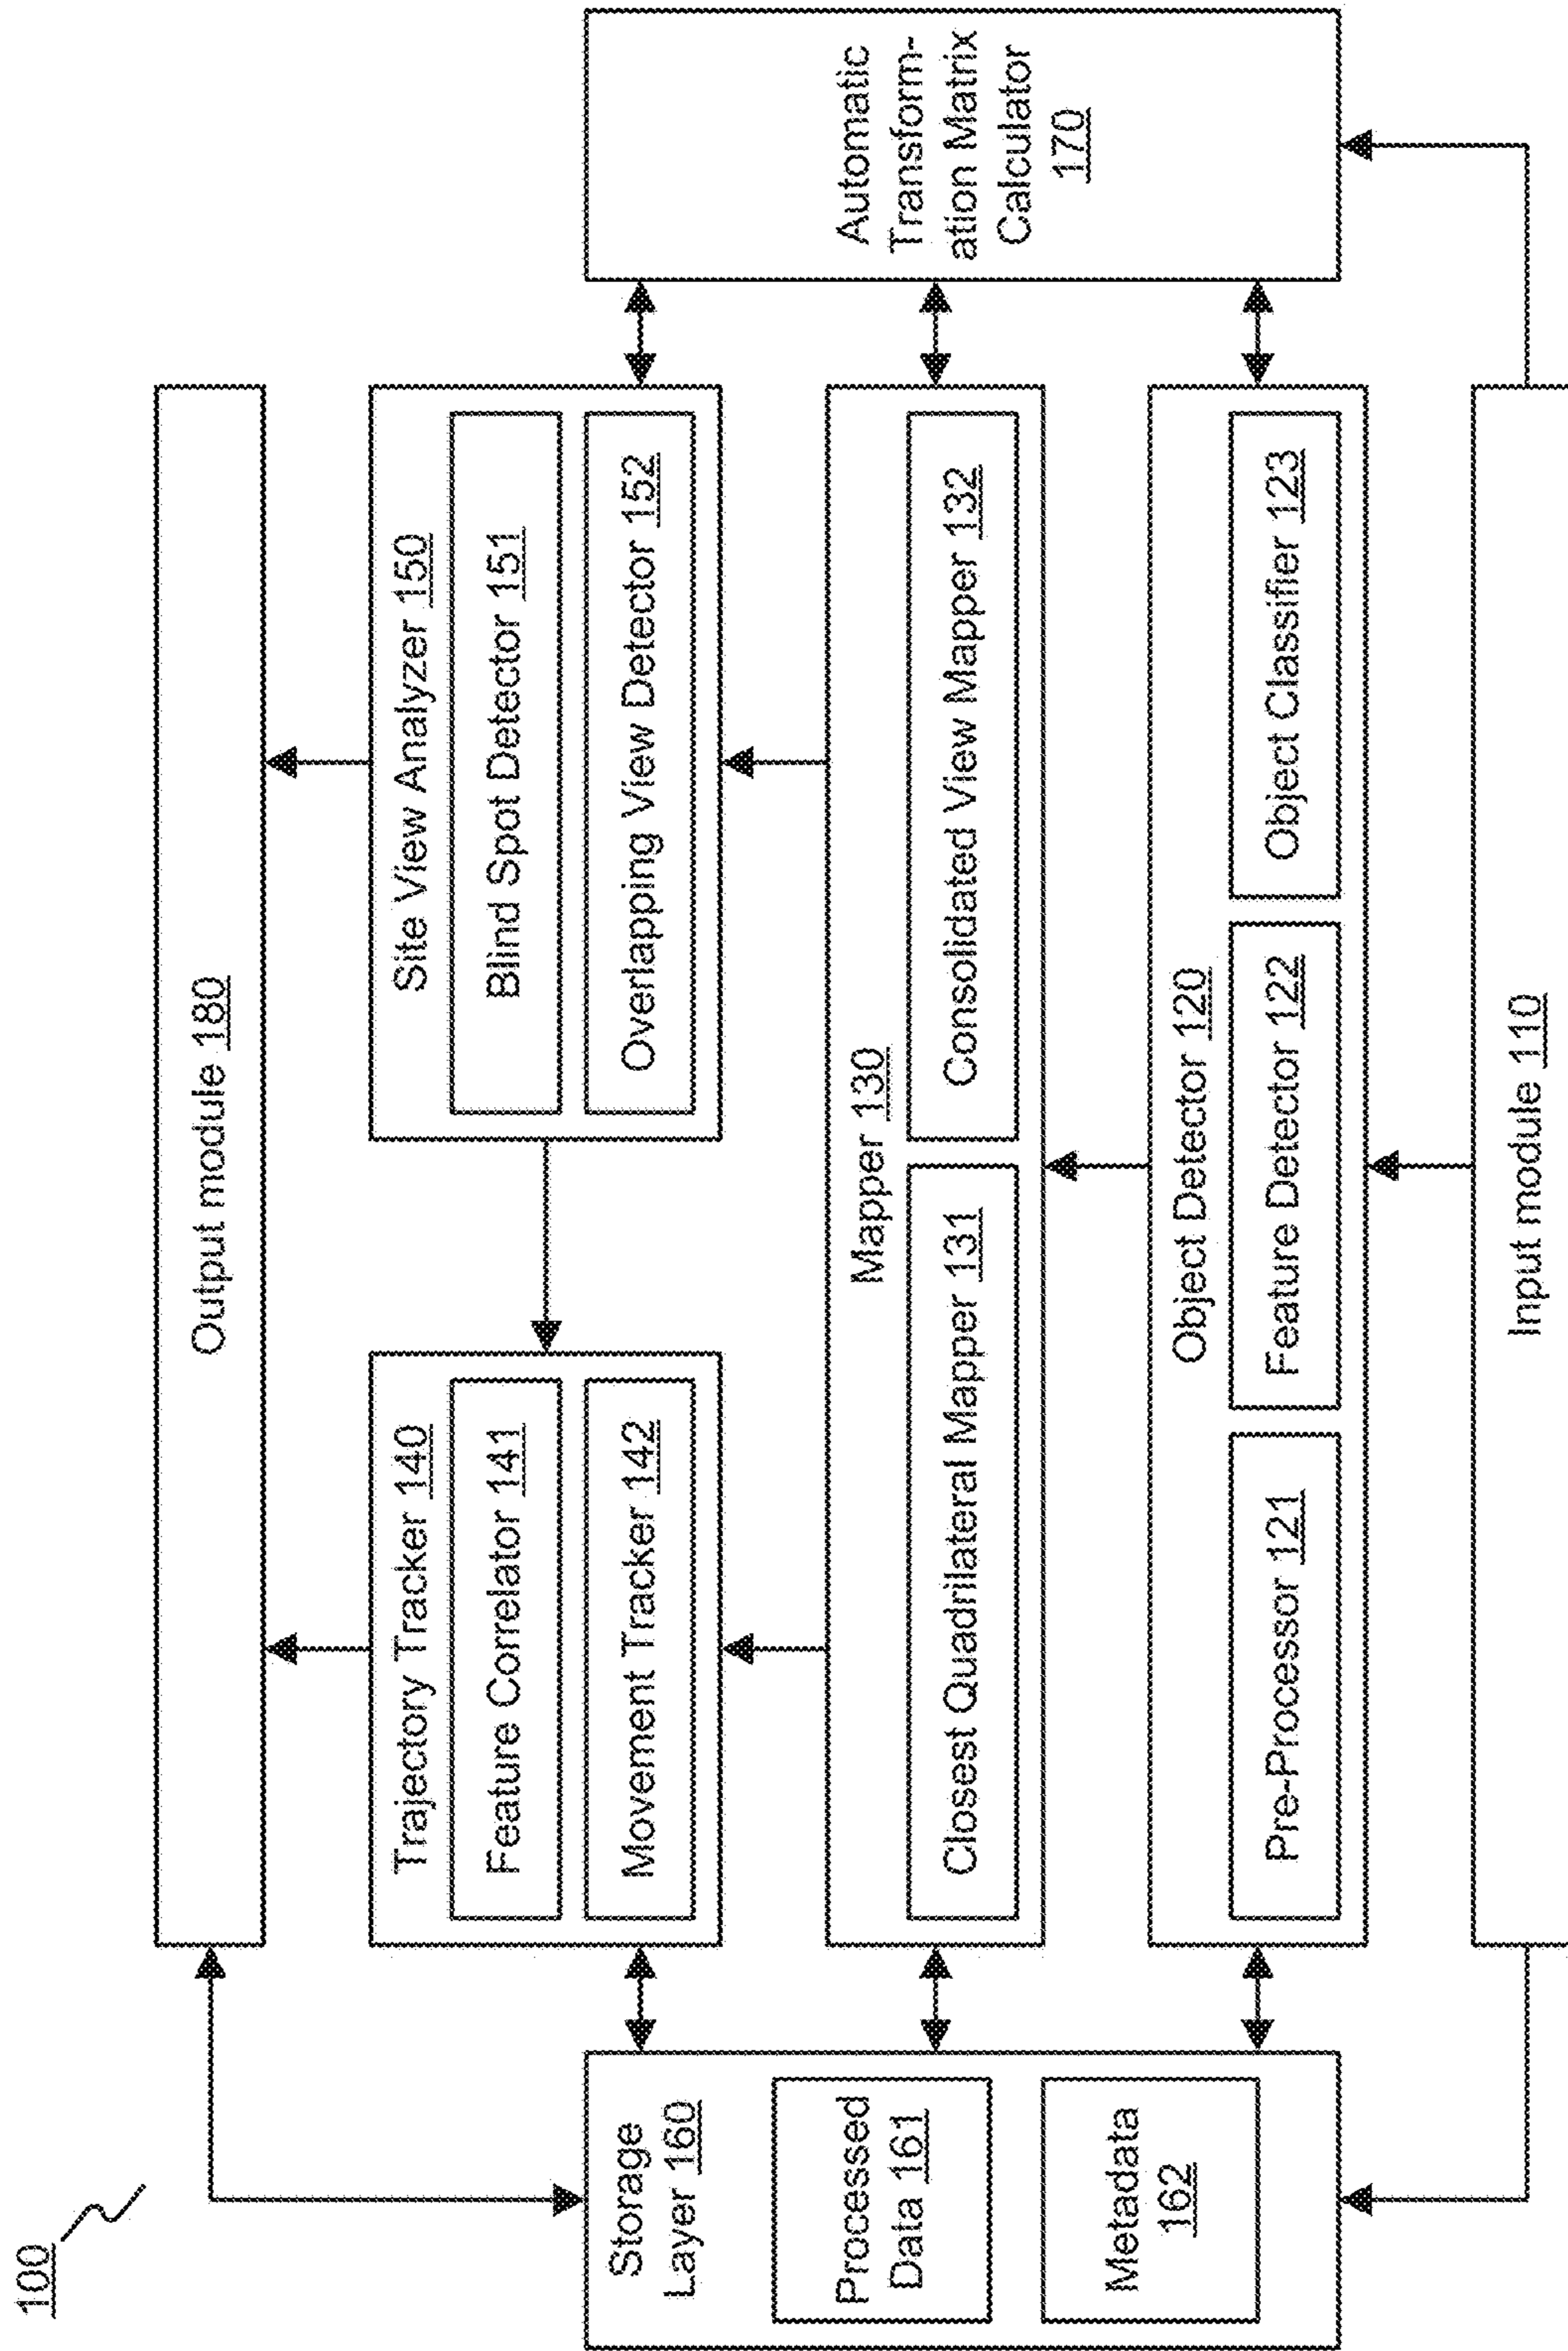 100
Output module 180
Trajectory Tracker 140
Feature Correlator 141
Movement Tracker 142
Site View Analyzer 150
Blind Spot Detector 151
Overlapping View Detector 152
Storage
Layer 160
Processed
Data 161
Metadata
162
Mapper 130
Closest Quadrilateral Mapper 131
Consolidated View Mapper 132
Automatic
Transform-
ation Matrix
Calculator
170
Object Detector 120
Pre-Processor 121
Feature Detector 122
Object Classifier 123
Input module 110